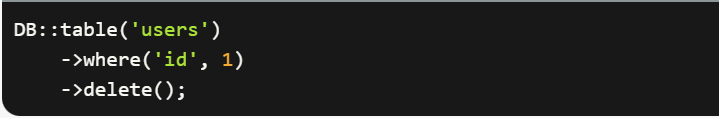 DB::table('users')
    ->where('id', 1)
    ->delete();